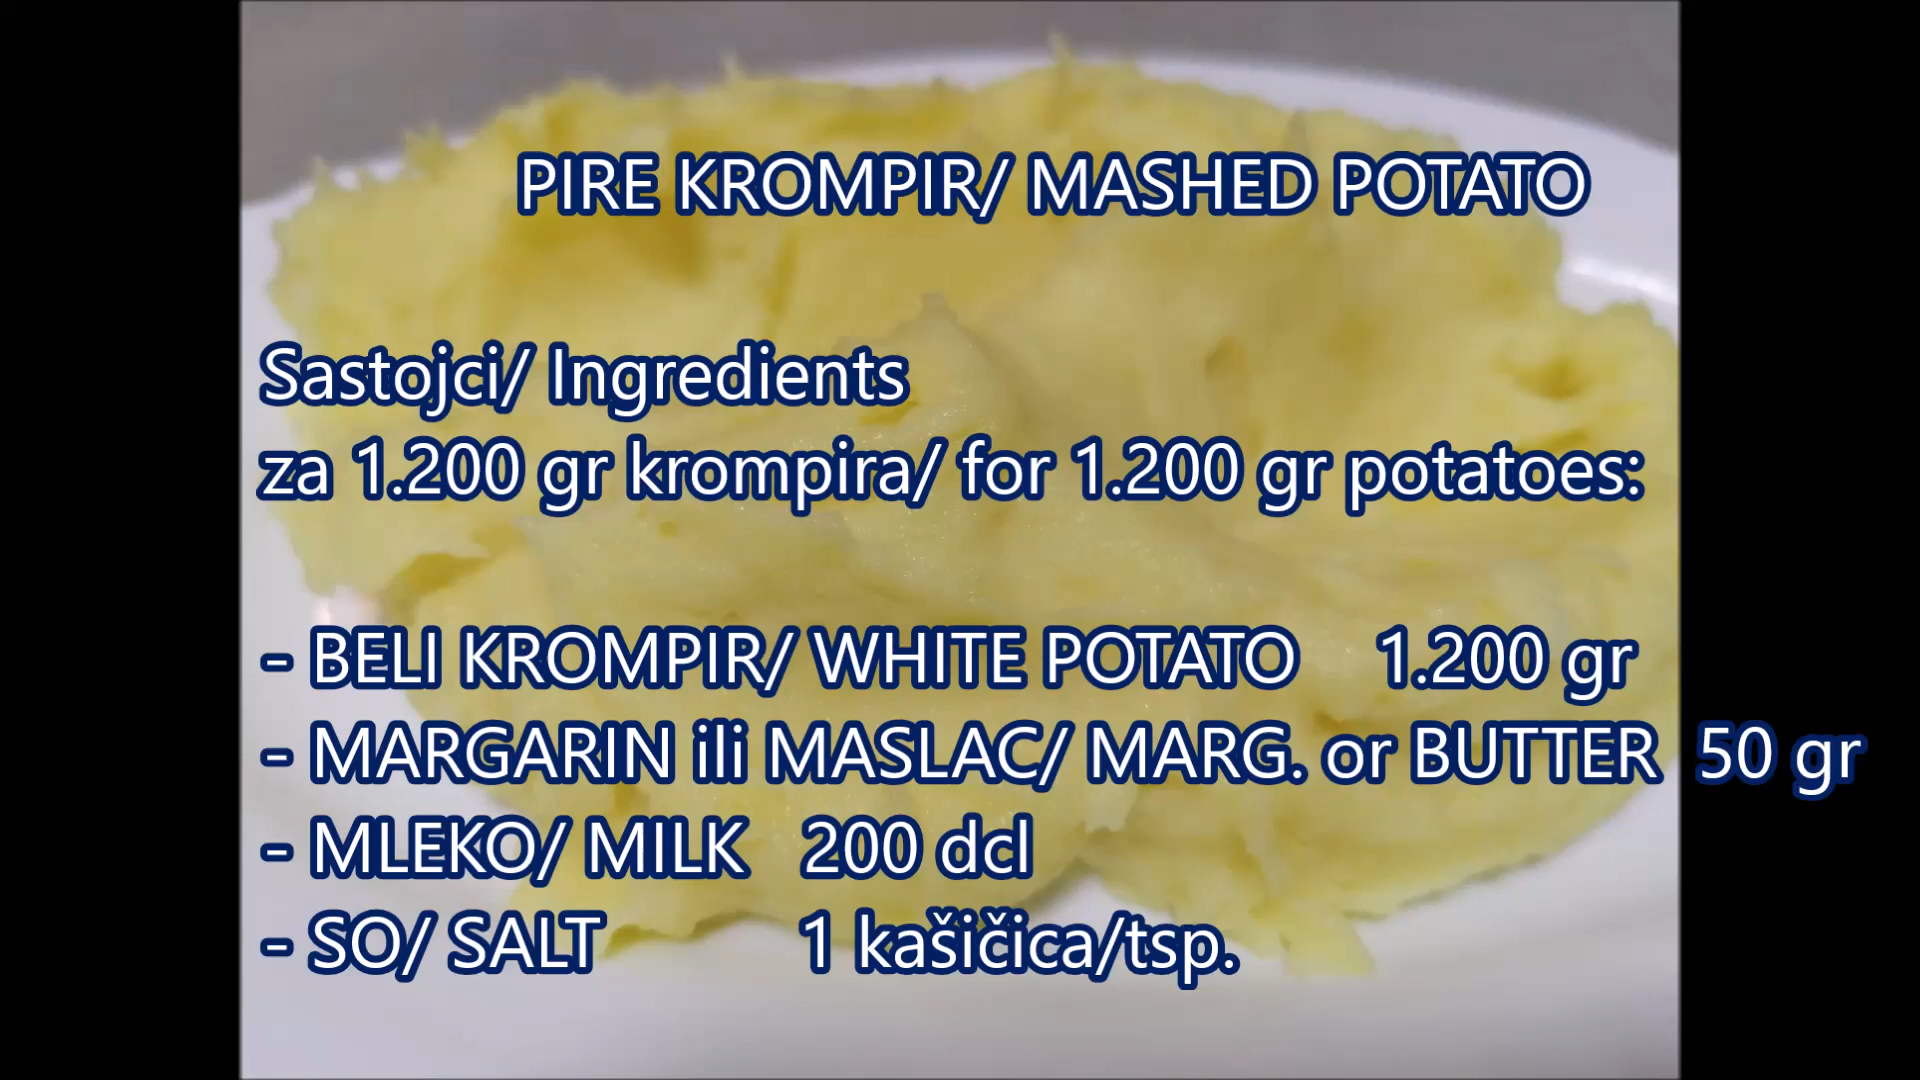 PIRE KROMPIR/ MASHED POTATO
Sastojci/ Ingredients
za 1.200 gr krompira/ for 1.200 gr potatoes:
- BELI KROMPIR/ WHITE POTATO 1.200 gr
- MARGARIN ili MASLAC/ MARG. or BUTTER 50 gr
- MLEKO/ MILK 200 dcl
- SO/ SALT 1 kašičica/tsp.